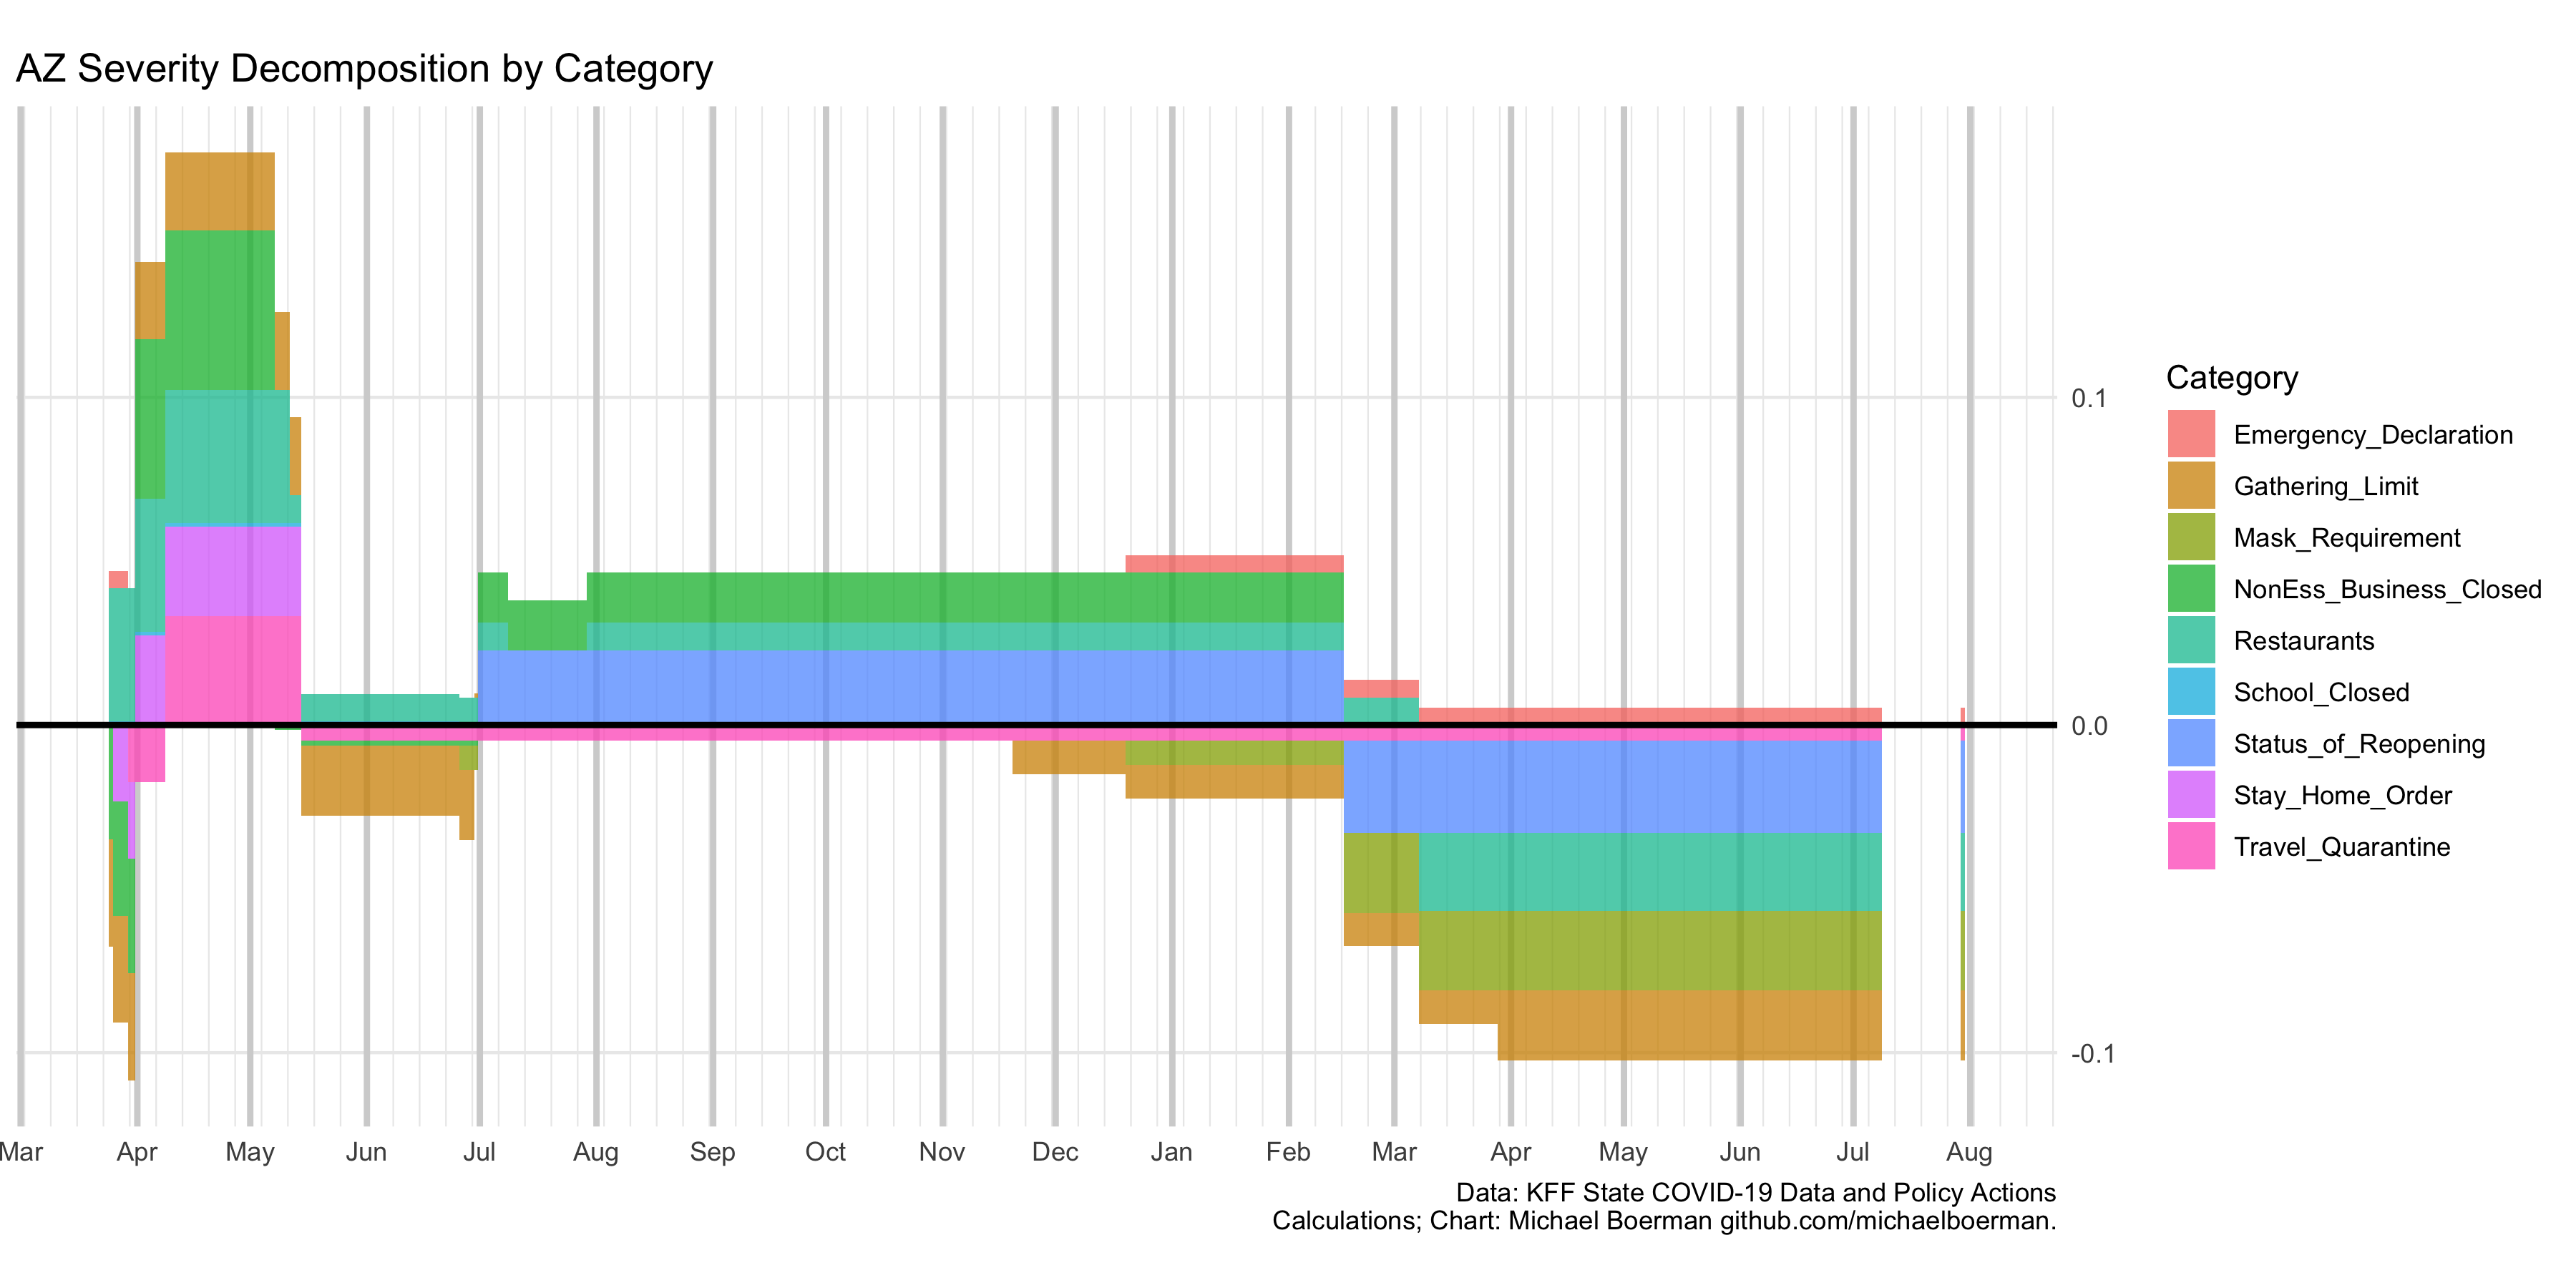 AZ Severity Decomposition by Category
0.1
0.0
-0.1
Mar Apr May Jun Jul Aug Sep Oct Nov Dec Jan Feb Mar Apr May Jun Jul Aug
Category
Emergency_Declaration
Gathering_Limit
Mask_Requirement
NonEss_Business_Closed
Restaurants
School_Closed
Status_of_Reopening
Stay_Home_Order
Travel_Quarantine
Data: KFF State COVID-19 Data and Policy Actions
Calculations; Chart: Michael Boerman github.com/michaelboerman.